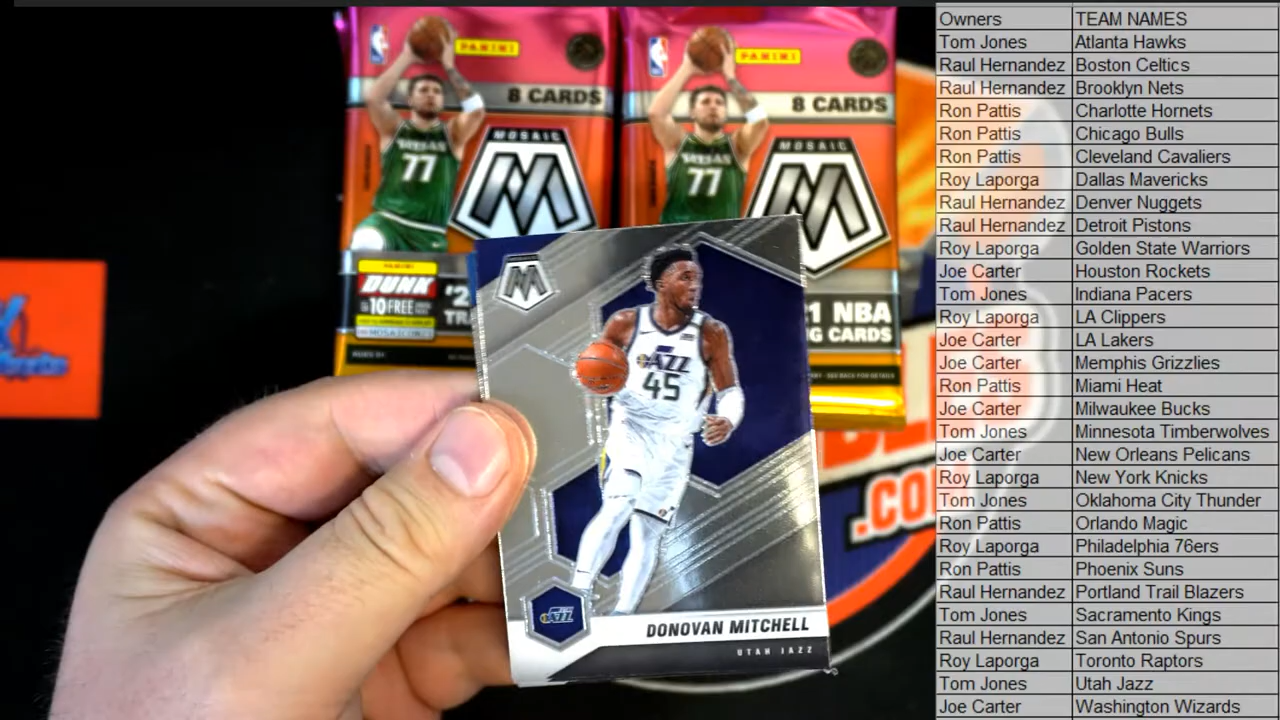 PANINI
8 CARDS
MOSAIC
M
77
PANINI
DUNK
10 FREE
PANINI
8 CARDS
MOSAIC
M
77
1 NBA
G CARDS
MOSAIC
M
JAZZ
45
JAZZ
DONOVAN MITCHELL
UTAH JAZZ
.CO
Owners TEAM NAMES
Tom Jones Atlanta Hawks
Raul Hernandez Boston Celtics
Raul Hernandez Brooklyn Nets
Ron Pattis Charlotte Hornets
Ron Pattis Chicago Bulls
Ron Pattis Cleveland Cavaliers
Roy Laporga Dallas Mavericks
Raul Hernandez Denver Nuggets
Raul Hernandez Detroit Pistons
Roy Laporga Golden State Warriors
Joe Carter Houston Rockets
Tom Jones Indiana Pacers
Roy Laporga LA Clippers
Joe Carter LA Lakers
Joe Carter Memphis Grizzlies
Ron Pattis Miami Heat
Joe Carter Milwaukee Bucks
Tom Jones Minnesota Timberwolves
Joe Carter New Orleans Pelicans
Roy Laporga New York Knicks
Tom Jones Oklahoma City Thunder
Ron Pattis Orlando Magic
Roy Laporga Philadelphia 76ers
Ron Pattis Phoenix Suns
Raul Hernandez Portland Trail Blazers
Tom Jones Sacramento Kings
Raul Hernandez San Antonio Spurs
Roy Laporga Toronto Raptors
Tom Jones Utah Jazz
Joe Carter Washington Wizards